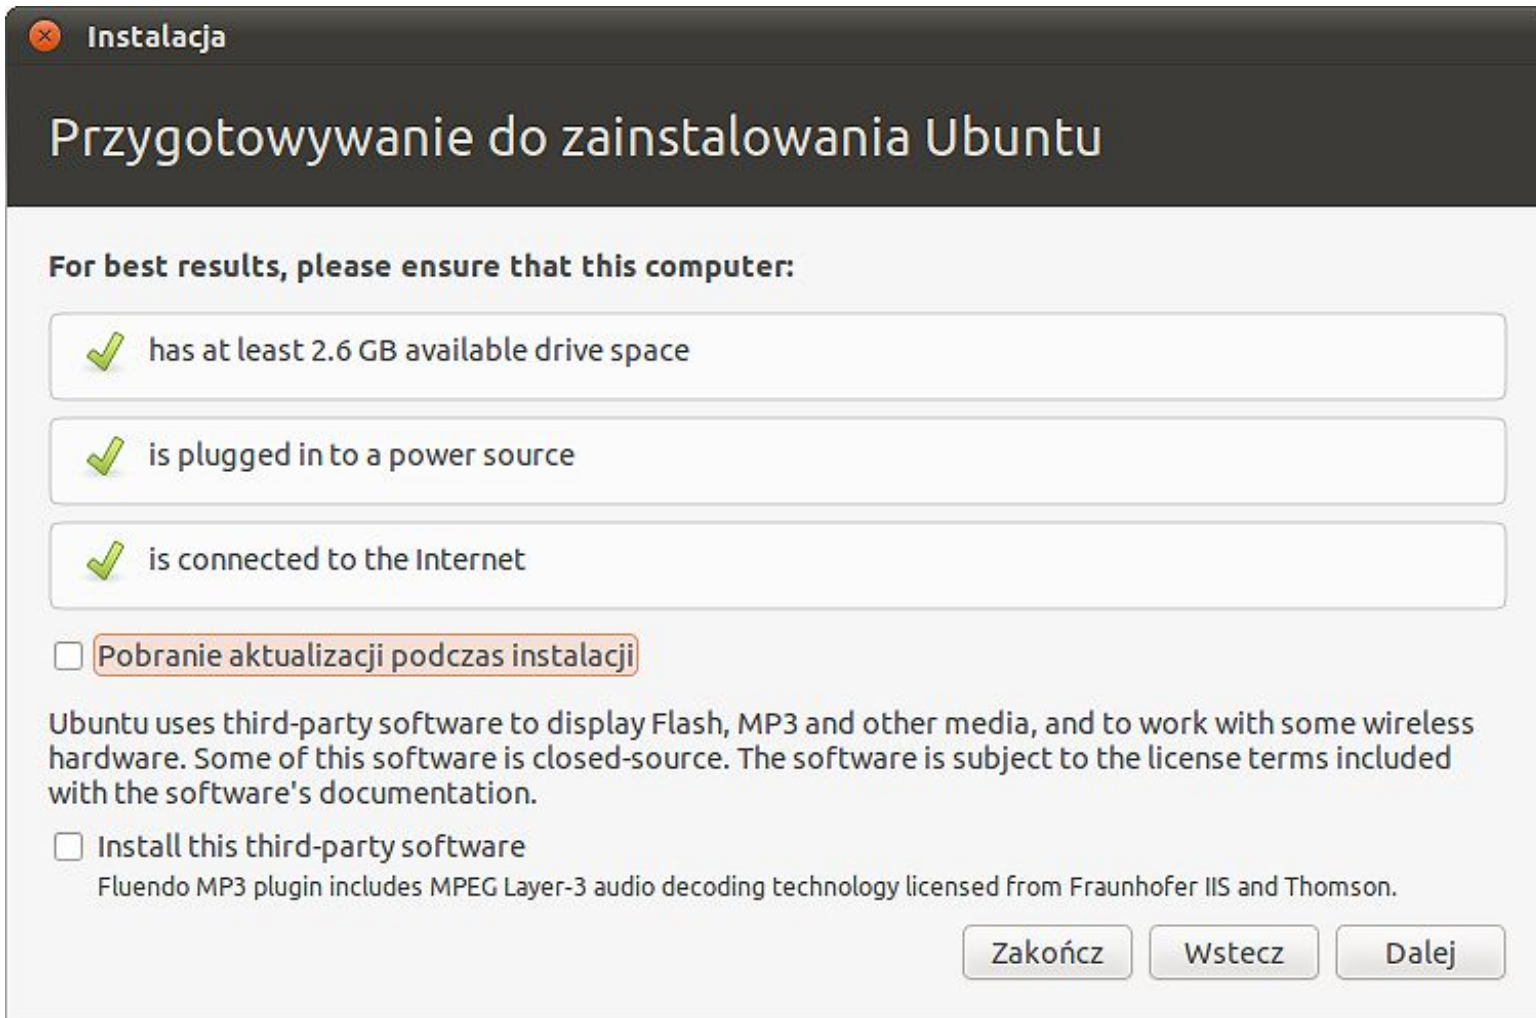 Instalacja
Przygotowywanie do zainstalowania Ubuntu
For best results, please ensure that this computer:
has at least 2.6 GB available drive space
is plugged in to a power source
is connected to the Internet
Pobranie aktualizacji podczas instalacji
Ubuntu uses third-party software to display Flash, MP3 and other media, and to work with some wireless
hardware. Some of this software is closed-source. The software is subject to the license terms included
with the software's documentation.
Install this third-party software
Fluendo MP3 plugin includes MPEG Layer-3 audio decoding technology licensed from Fraunhofer IIS and Thomson.
Zakończ Wstecz Dalej